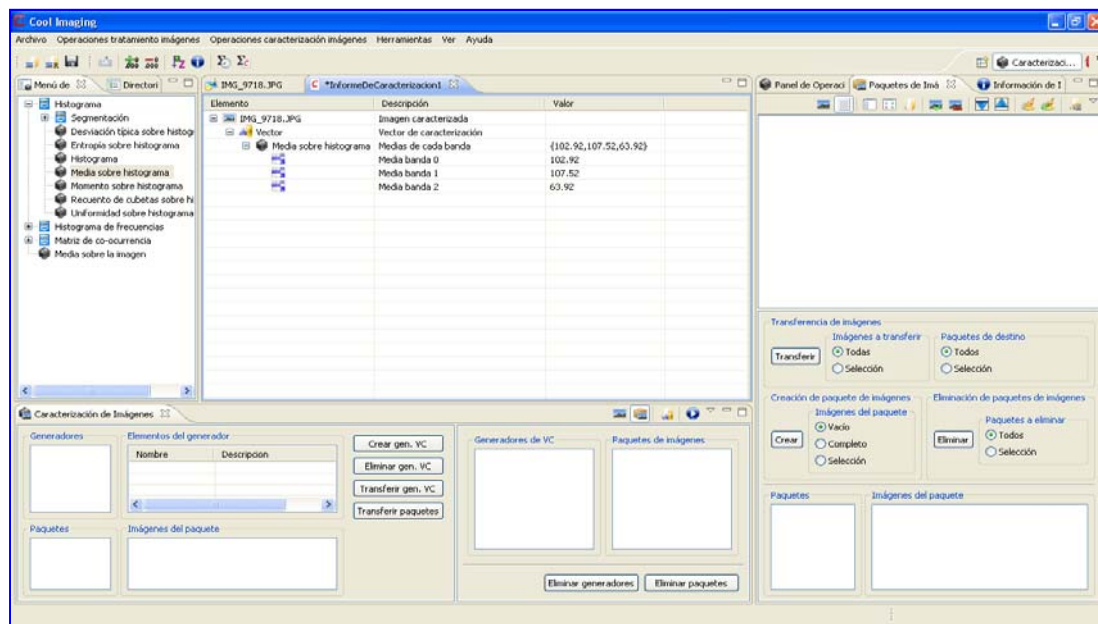 Cool Imaging
Archivo Operaciones tratamiento imágenes Operaciones caracterización imágenes Herramientas Ver Ayuda
Caracterizaci...
Menú de
Directori
IMG_9718.JPG
*InformeDeCaracterizacion1
Panel de Operaci
Paquetes de Imá
Información de I
Histograma
Segmentación
Desviación típica sobre histog
Entropía sobre histograma
Histograma
Media sobre histograma
Momento sobre histograma
Recuento de cubetas sobre hi
Uniformidad sobre histograma
Histograma de frecuencias
Matriz de co-ocurrencia
Media sobre la imagen
Elemento Descripción Valor
IMG_9718.JPG Imagen caracterizada
Vector Vector de caracterización
Media sobre histograma Medias de cada banda {102.92,107.52,63.92}
Media banda 0 102.92
Media banda 1 107.52
Media banda 2 63.92
Transferencia de imágenes
Transferir
Imágenes a transferir
Todas
Selección
Paquetes de destino
Todos
Selección
Creación de paquete de imágenes
Crear
Imágenes del paquete
Vacío
Completo
Selección
Eliminación de paquetes de imágenes
Eliminar
Paquetes a eliminar
Todos
Selección
Paquetes
Imágenes del paquete
Caracterización de Imágenes
Generadores
Elementos del generador
Nombre Descripcion
Crear gen. VC
Eliminar gen. VC
Transferir gen. VC
Transferir paquetes
Paquetes
Imágenes del paquete
Generadores de VC
Paquetes de imágenes
Eliminar generadores
Eliminar paquetes